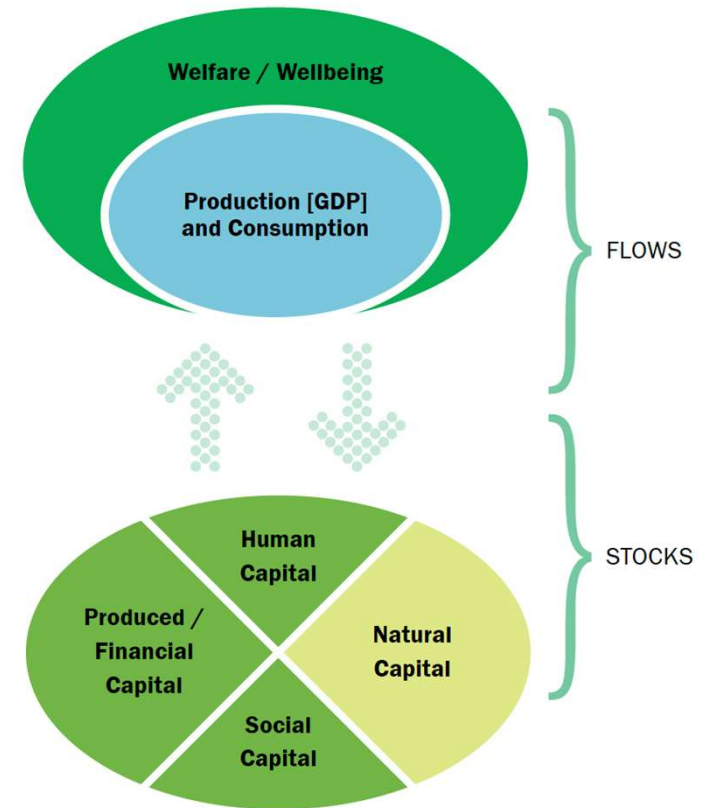 Welfare / Wellbeing
Production [GDP]
and Consumption
FLOWS
Human
Capital
Produced /
Financial
Capital
Natural
Capital
Social
Capital
STOCKS